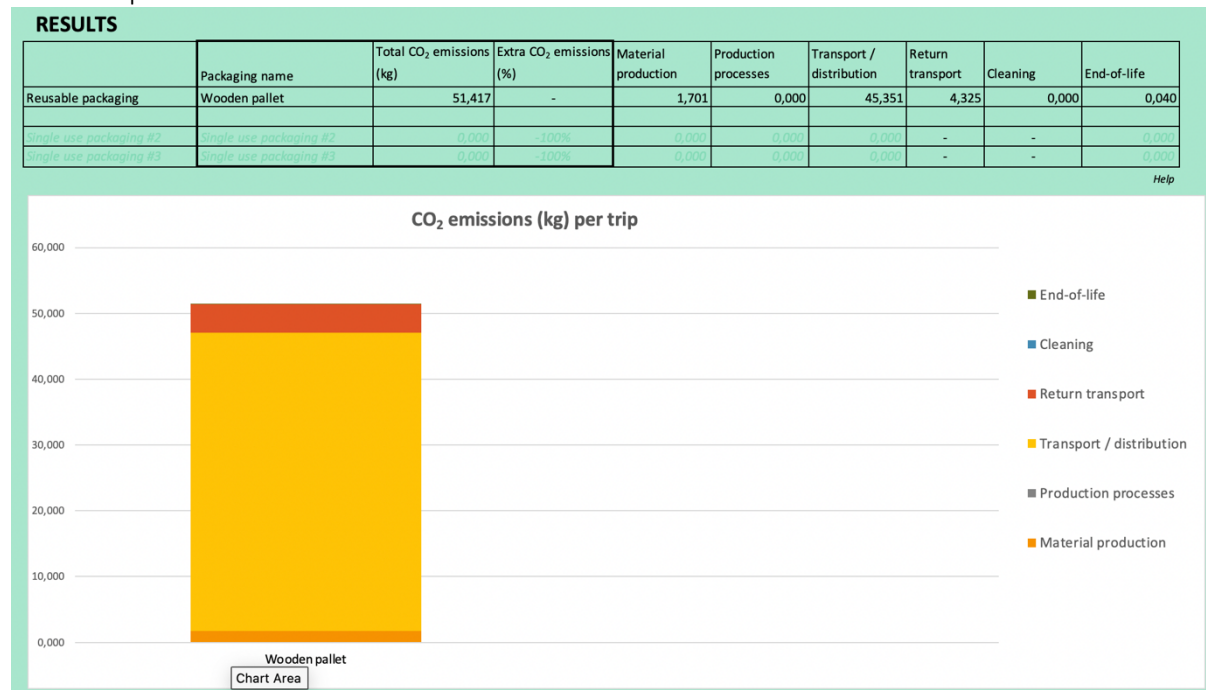 RESULTS
Packaging name Total CO₂ emissions (kg) Extra CO₂ emissions (%) Material production Production processes Transport / distribution Return transport Cleaning End-of-life
Reusable packaging Wooden pallet 51,417 - 1,701 0,000 45,351 4,325 0,000 0,040
Single use packaging #2 Single use packaging #2 0,000 -100% 0,000 0,000 0,000 - - 0,000
Single use packaging #3 Single use packaging #3 0,000 -100% 0,000 0,000 0,000 - - 0,000
Help
CO₂ emissions (kg) per trip
60,000
50,000
40,000
30,000
20,000
10,000
0,000
Wooden pallet
Chart Area
End-of-life
Cleaning
Return transport
Transport / distribution
Production processes
Material production